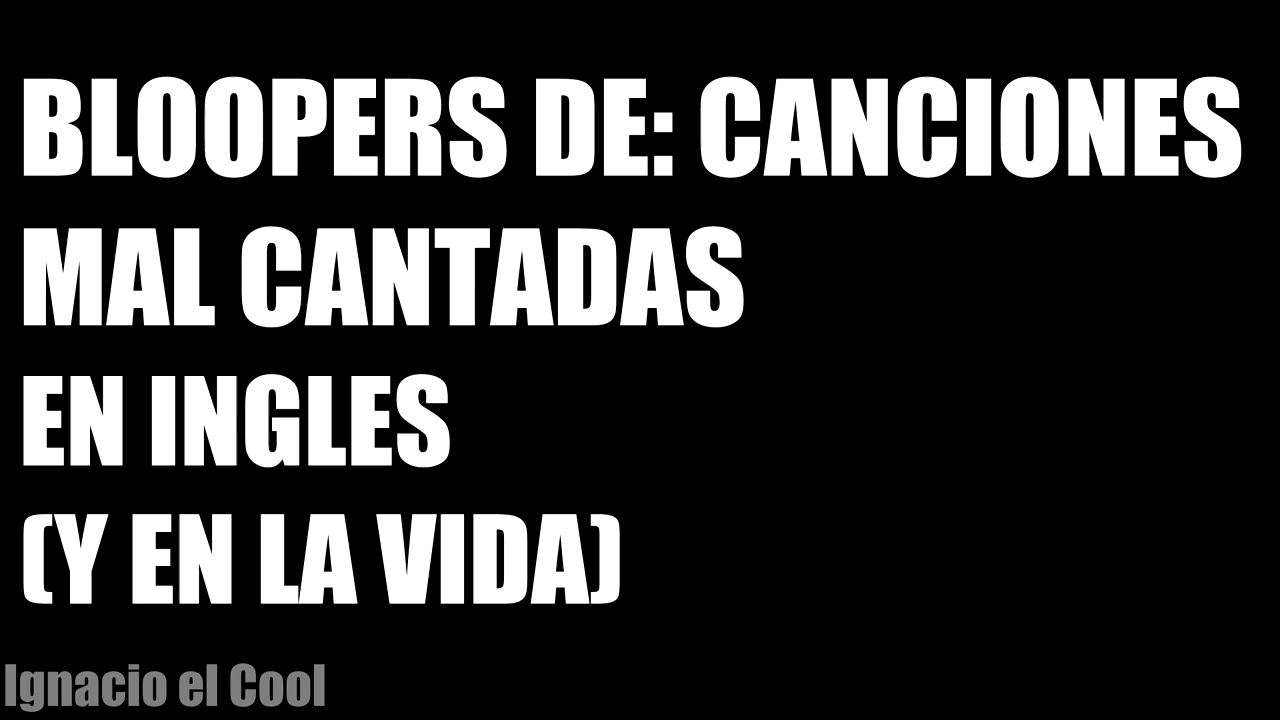 BLOOPERS DE: CANCIONES
MAL CANTADAS
EN INGLES
(Y EN LA VIDA)
Ignacio el Cool